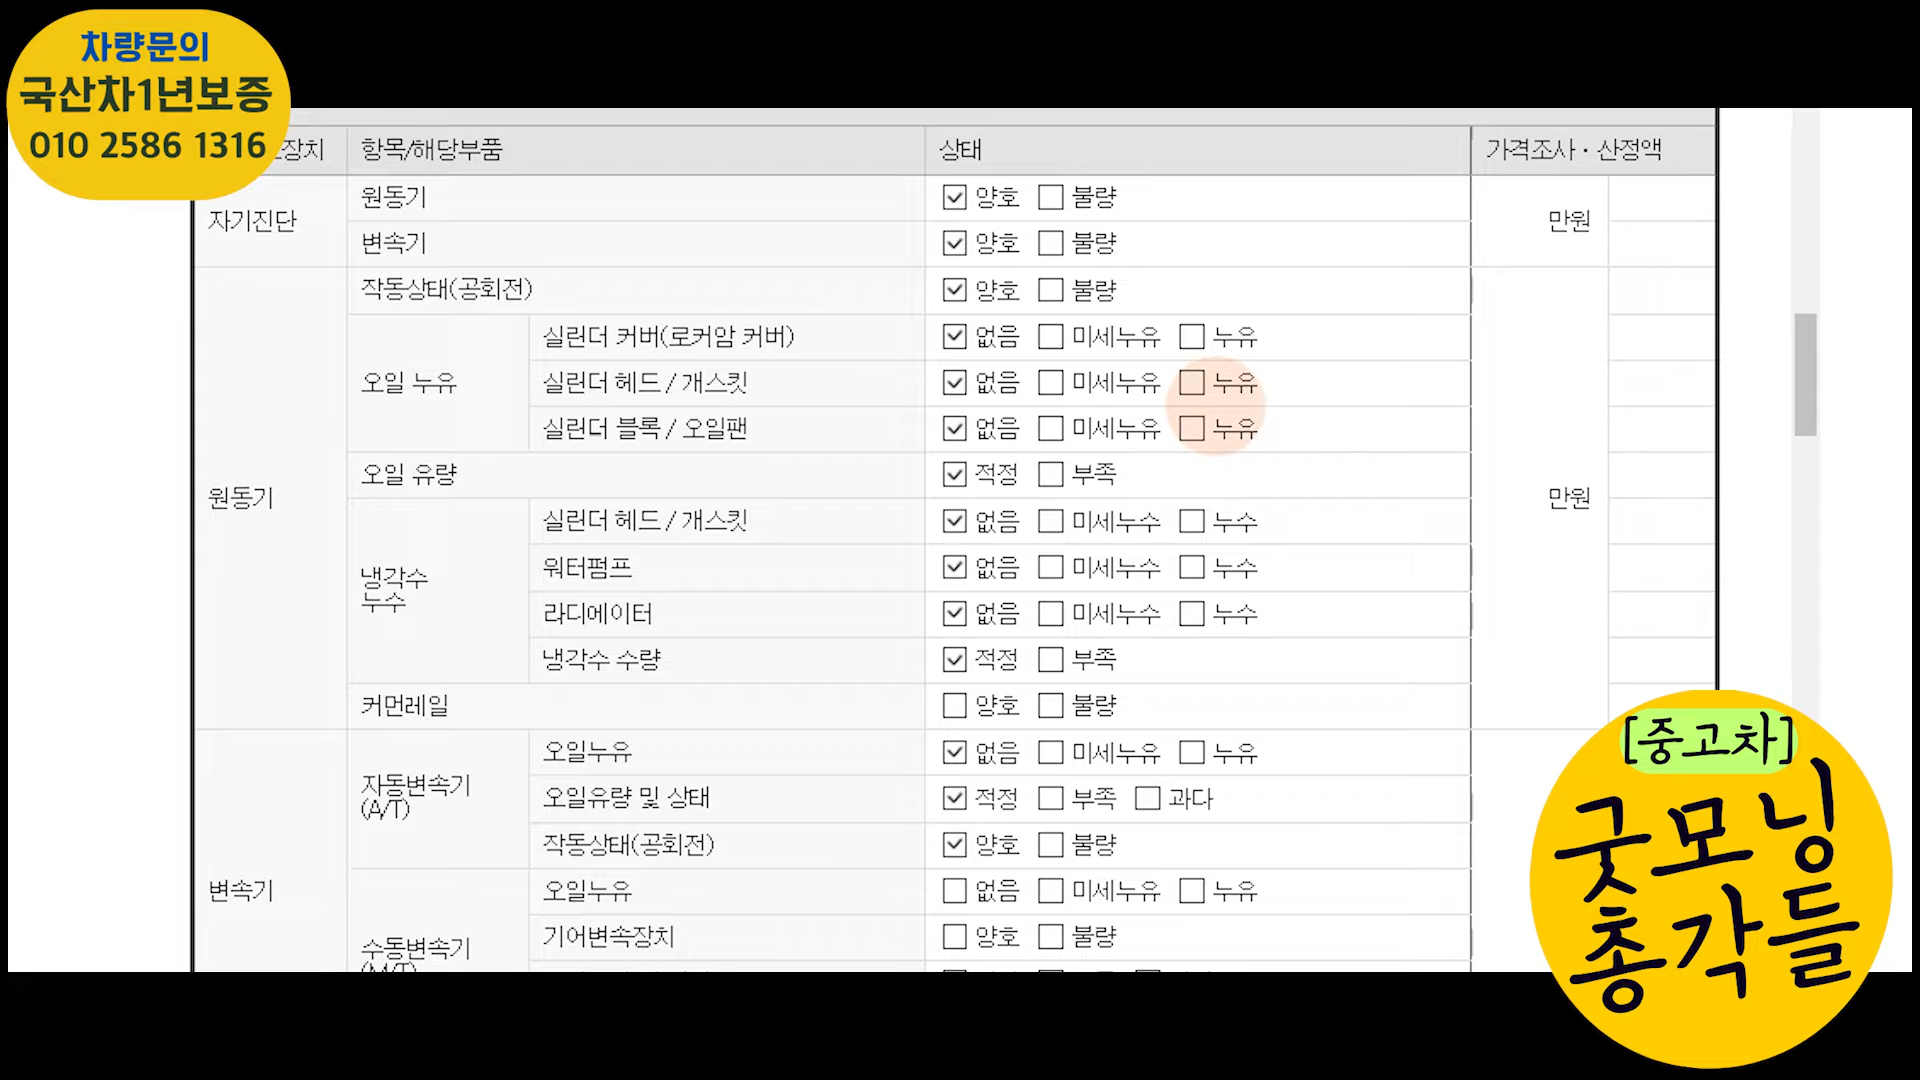 차량문의
국산차1년보증
010 2586 1316
장치 항목/해당부품 상태 가격조사 · 산정액
자기진단 원동기 ☑ 양호 ☐ 불량 만원
변속기 ☑ 양호 ☐ 불량
원동기 작동상태(공회전) ☑ 양호 ☐ 불량 만원
오일 누유 실린더 커버(로커암 커버) ☑ 없음 ☐ 미세누유 ☐ 누유
실린더 헤드 / 개스킷 ☑ 없음 ☐ 미세누유 ☐ 누유
실린더 블록 / 오일팬 ☑ 없음 ☐ 미세누유 ☐ 누유
오일 유량 ☑ 적정 ☐ 부족
냉각수 누수 실린더 헤드 / 개스킷 ☑ 없음 ☐ 미세누수 ☐ 누수
워터펌프 ☑ 없음 ☐ 미세누수 ☐ 누수
라디에이터 ☑ 없음 ☐ 미세누수 ☐ 누수
냉각수 수량 ☑ 적정 ☐ 부족
커먼레일 ☐ 양호 ☐ 불량
변속기 자동변속기 (A/T) 오일누유 ☑ 없음 ☐ 미세누유 ☐ 누유
오일유량 및 상태 ☑ 적정 ☐ 부족 ☐ 과다
작동상태(공회전) ☑ 양호 ☐ 불량
수동변속기 (M/T) 오일누유 ☐ 없음 ☐ 미세누유 ☐ 누유
기어변속장치 ☐ 양호 ☐ 불량
[중고차]
굿모닝
총각들